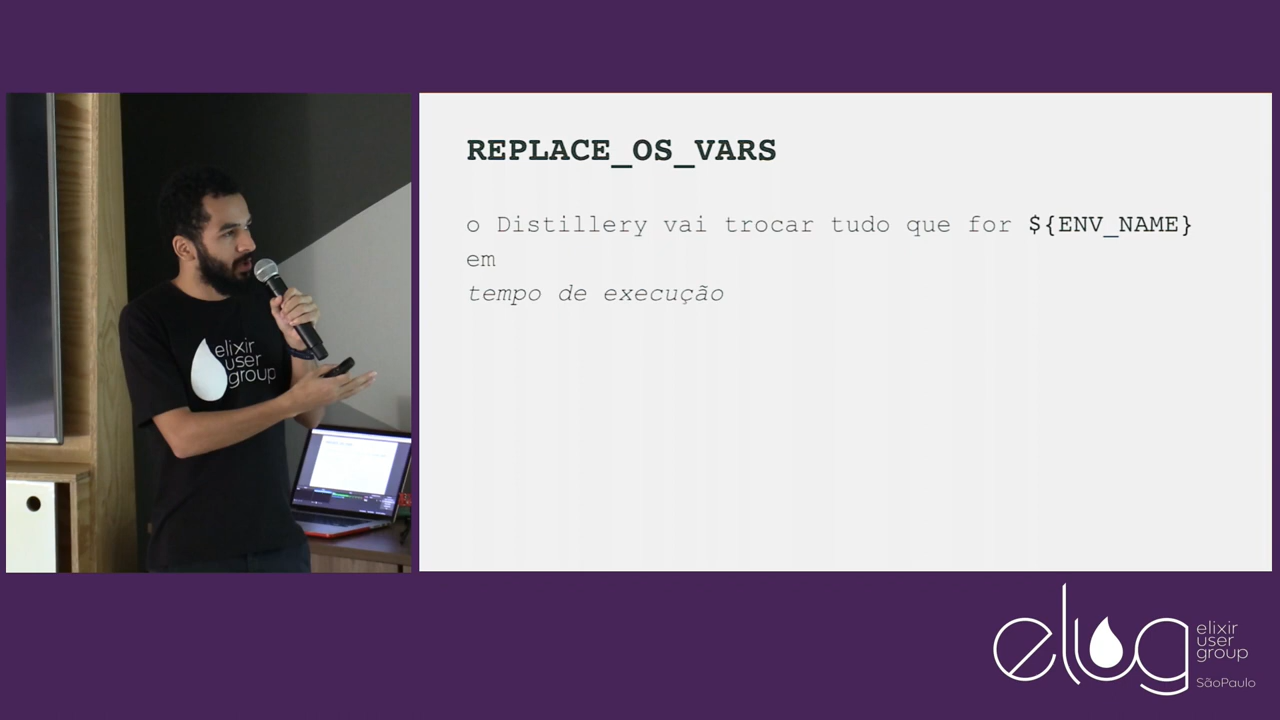 REPLACE_OS_VARS
o Distillery vai trocar tudo que for ${ENV_NAME}
em
tempo de execução
elixir
user
group
elug
elixir
user
group
SãoPaulo